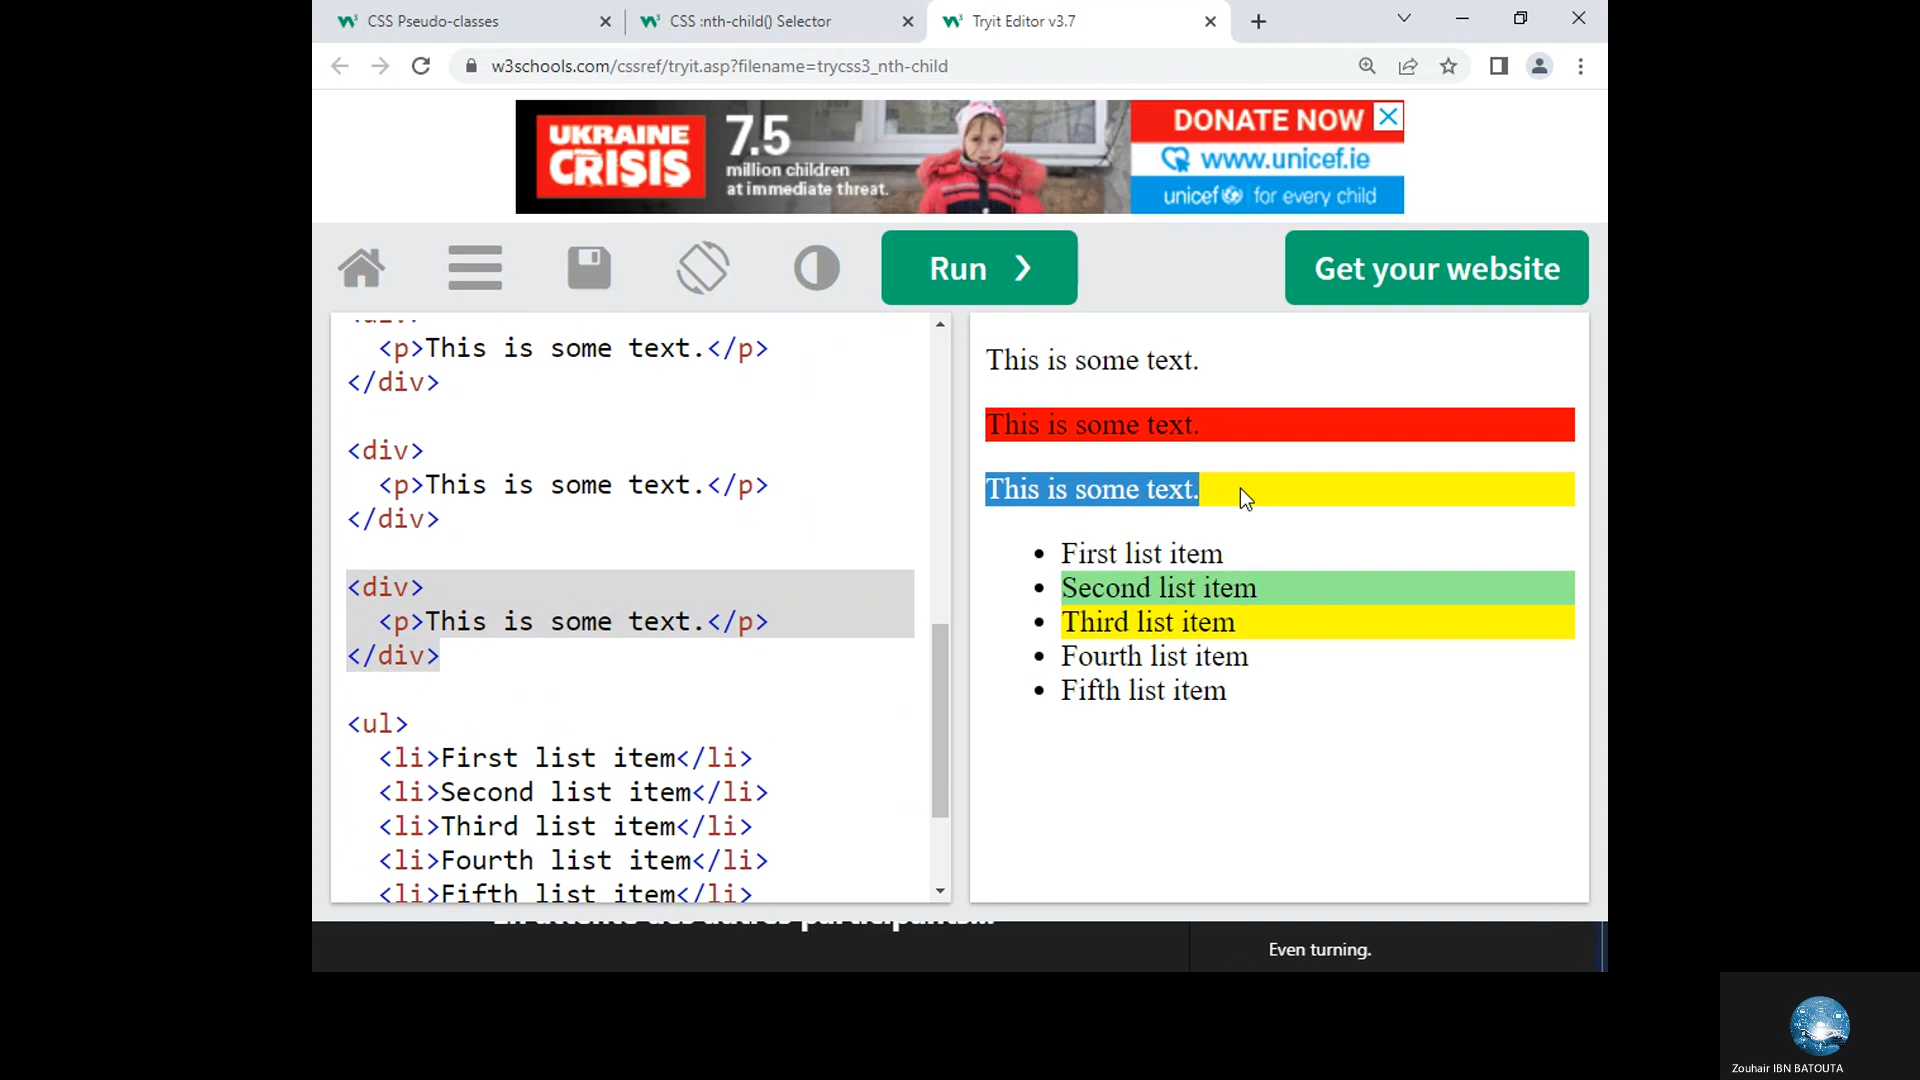 CSS Pseudo-classes
CSS :nth-child() Selector
Tryit Editor v3.7
w3schools.com/cssref/tryit.asp?filename=trycss3_nth-child
UKRAINE
CRISIS
7.5
million children
at immediate threat.
DONATE NOW
www.unicef.ie
unicef for every child
Run ❯
Get your website
<div>
<p>This is some text.</p>
</div>
<div>
<p>This is some text.</p>
</div>
<div>
<p>This is some text.</p>
</div>
<ul>
<li>First list item</li>
<li>Second list item</li>
<li>Third list item</li>
<li>Fourth list item</li>
<li>Fifth list item</li>
This is some text.
This is some text.
This is some text.
• First list item
• Second list item
• Third list item
• Fourth list item
• Fifth list item
En attente des autres participants...
Even turning.
Zouhair IBN BATOUTA